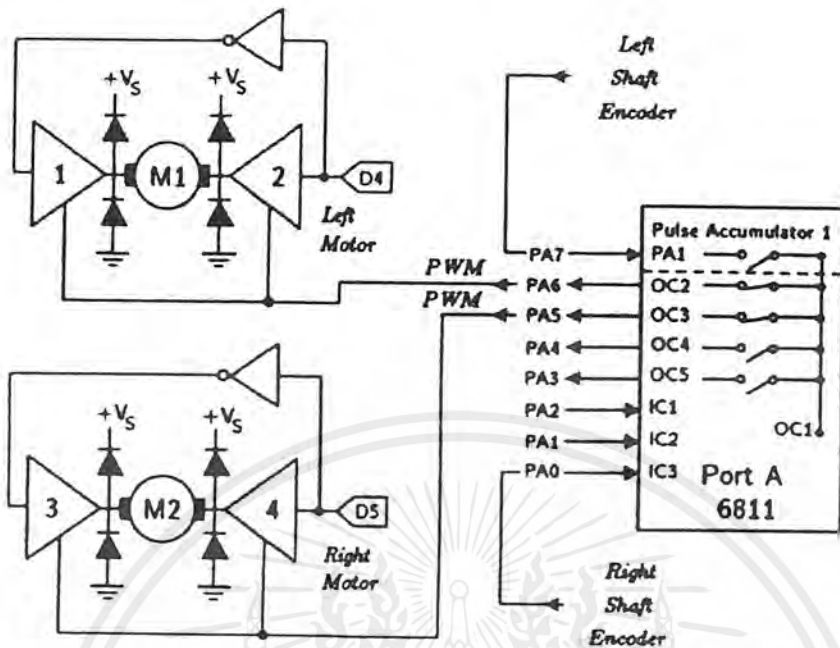 +VS
+VS
1
M1
2
D4
Left
Motor
PWM
PWM
+VS
+VS
3
M2
4
D5
Right
Motor
Left
Shaft
Encoder
Pulse Accumulator 1
PA7
PA1
PA6
OC2
PA5
OC3
PA4
OC4
PA3
OC5
PA2
IC1
PA1
IC2
OC1
PA0
IC3
Port A
6811
Right
Shaft
Encoder